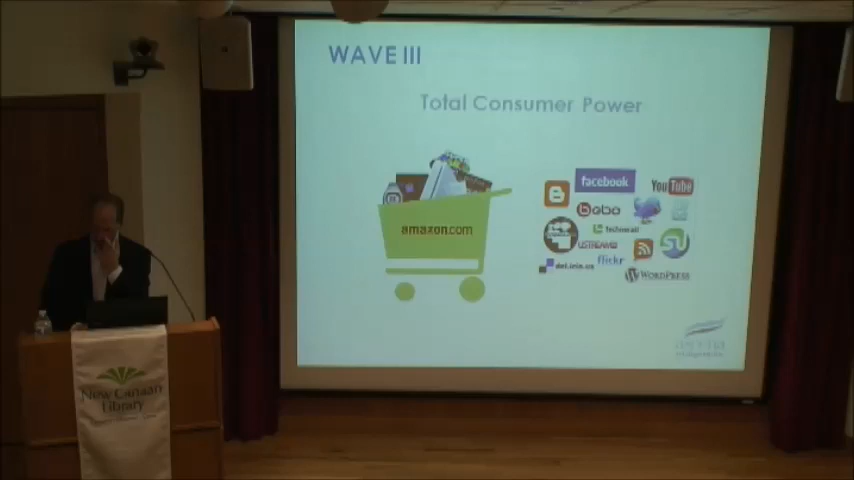 WAVE III
Total Consumer Power
amazon.com
facebook
YouTube
bebo
Technorati
USTREAM
flickr
del.icio.us
WORDPRESS
New Canaan
Library